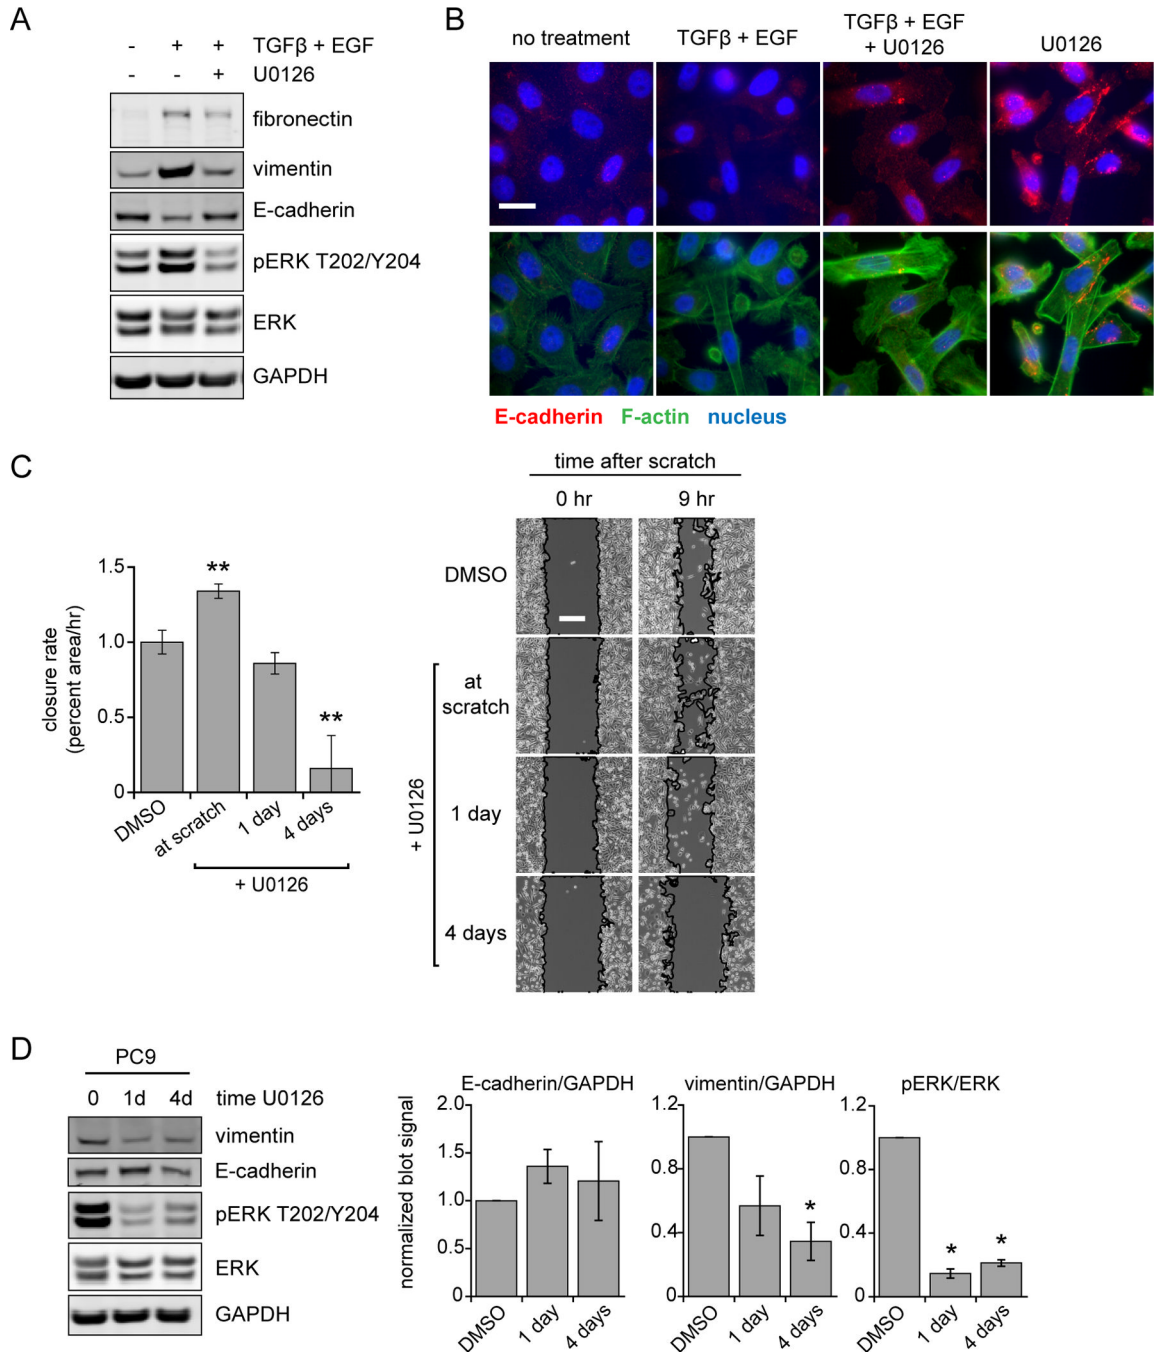 A
- + + TGFβ + EGF
- - + U0126
fibronectin
vimentin
E-cadherin
pERK T202/Y204
ERK
GAPDH
B
no treatment
TGFβ + EGF
TGFβ + EGF
+ U0126
U0126
E-cadherin F-actin nucleus
C
closure rate
(percent area/hr)
1.5
1.0
0.5
0
**
**
DMSO
at scratch
1 day
4 days
+ U0126
time after scratch
0 hr 9 hr
DMSO
at
scratch
1 day
4 days
+ U0126
D
PC9
0 1d 4d time U0126
vimentin
E-cadherin
pERK T202/Y204
ERK
GAPDH
normalized blot signal
E-cadherin/GAPDH
2.0
1.5
1.0
0.5
0
DMSO
1 day
4 days
vimentin/GAPDH
1.2
0.8
0.4
0
*
DMSO
1 day
4 days
pERK/ERK
1.2
0.8
0.4
0
*
*
DMSO
1 day
4 days